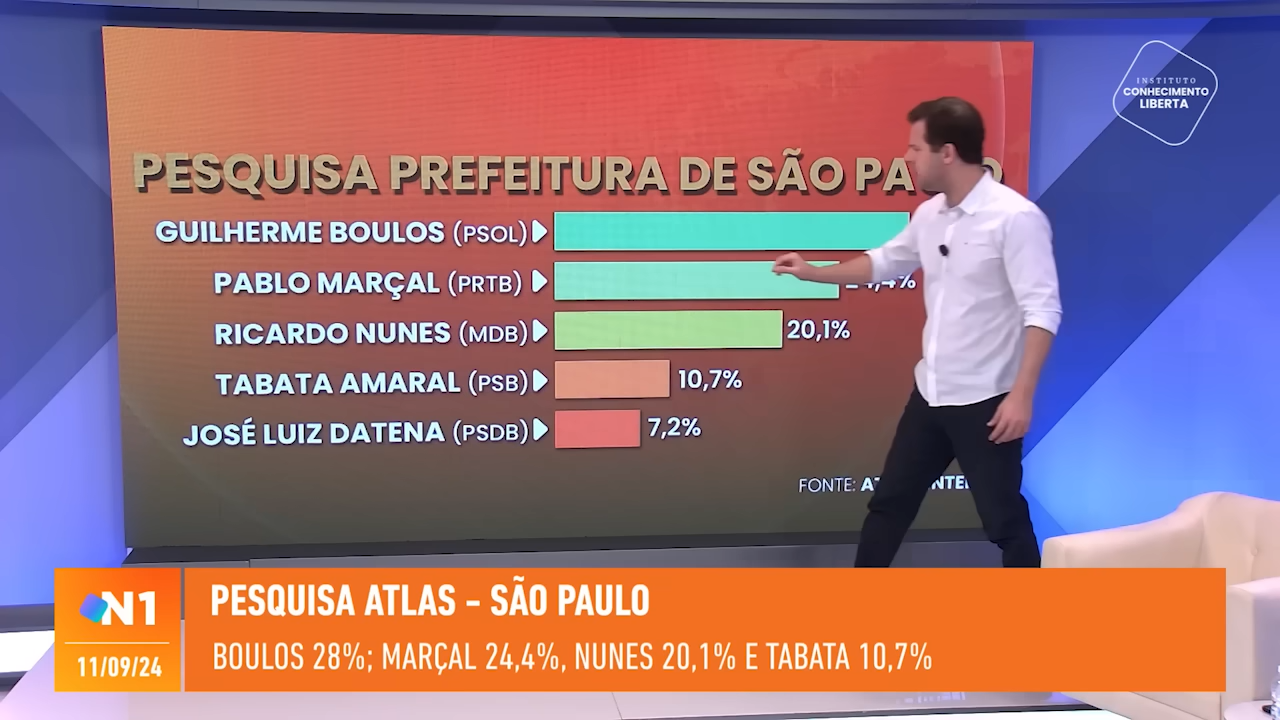 INSTITUTO
CONHECIMENTO
LIBERTA
PESQUISA PREFEITURA DE SÃO
GUILHERME BOULOS (PSOL)
PABLO MARÇAL (PRTB)
RICARDO NUNES (MDB) 20,1%
TABATA AMARAL (PSB) 10,7%
JOSÉ LUIZ DATENA (PSDB) 7,2%
FONTE:
N1
11/09/24
PESQUISA ATLAS - SÃO PAULO
BOULOS 28%; MARÇAL 24,4%, NUNES 20,1% E TABATA 10,7%